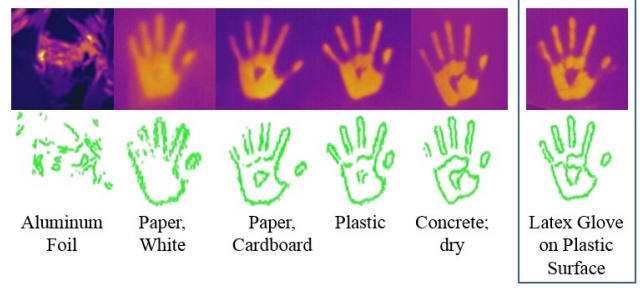 Aluminum
Foil
Paper,
White
Paper,
Cardboard
Plastic
Concrete;
dry
Latex Glove
on Plastic
Surface